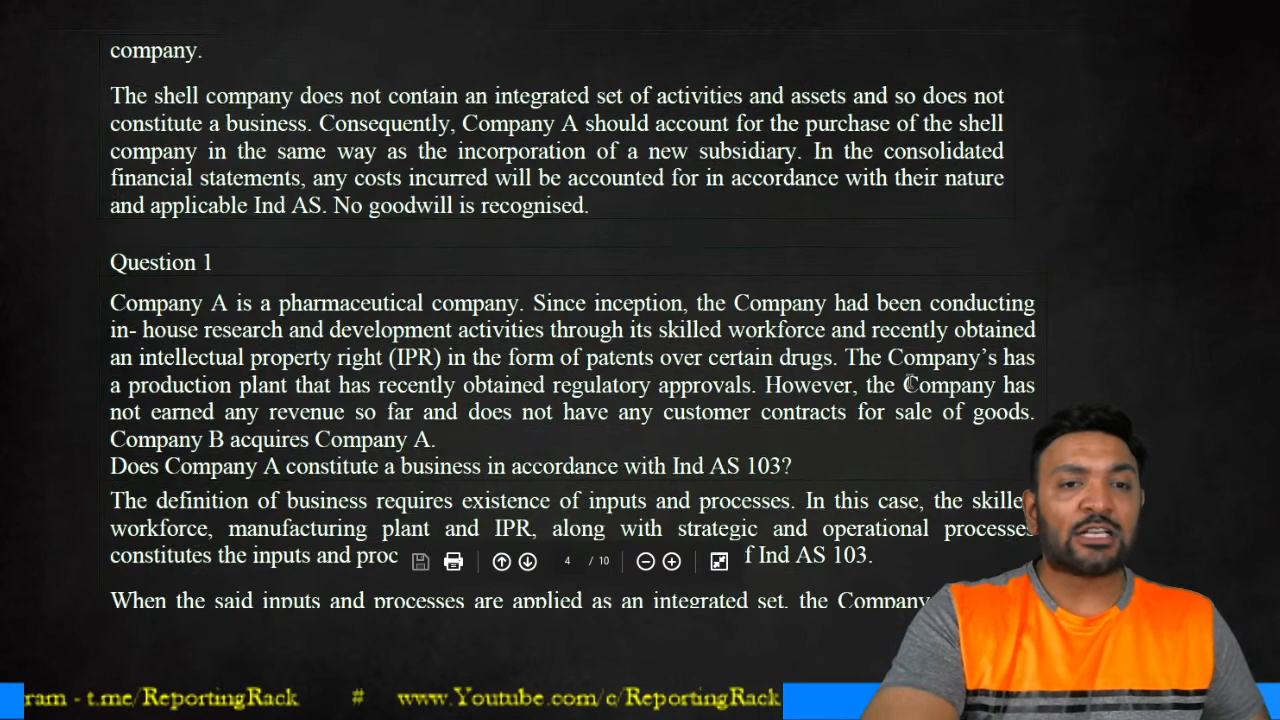 company.
The shell company does not contain an integrated set of activities and assets and so does not
constitute a business. Consequently, Company A should account for the purchase of the shell
company in the same way as the incorporation of a new subsidiary. In the consolidated
financial statements, any costs incurred will be accounted for in accordance with their nature
and applicable Ind AS. No goodwill is recognised.
Question 1
Company A is a pharmaceutical company. Since inception, the Company had been conducting
in- house research and development activities through its skilled workforce and recently obtained
an intellectual property right (IPR) in the form of patents over certain drugs. The Company's has
a production plant that has recently obtained regulatory approvals. However, the Company has
not earned any revenue so far and does not have any customer contracts for sale of goods.
Company B acquires Company A.
Does Company A constitute a business in accordance with Ind AS 103?
The definition of business requires existence of inputs and processes. In this case, the skille
workforce, manufacturing plant and IPR, along with strategic and operational processes
constitutes the inputs and proc
f Ind AS 103.
4 / 10
When the said inputs and processes are applied as an integrated set, the Company
ram - t.me/ReportingRack # www.Youtube.com/c/ReportingRack